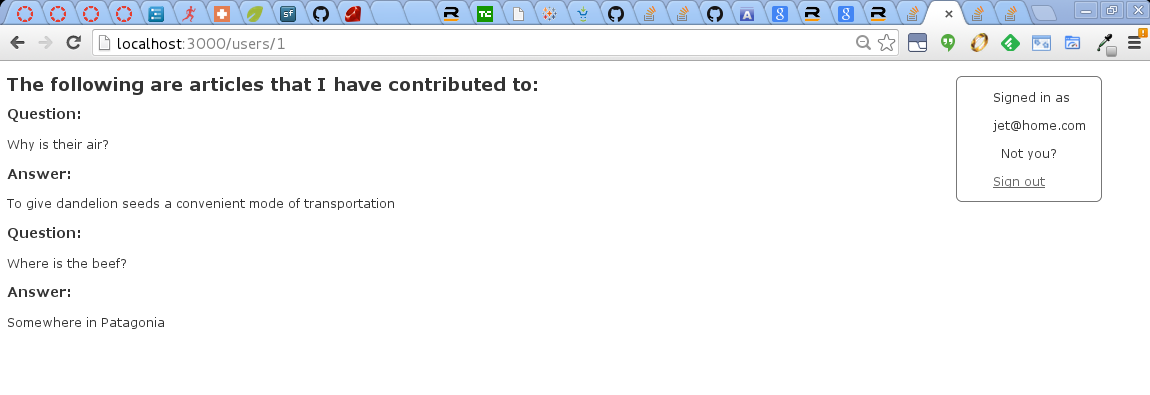 localhost:3000/users/1
The following are articles that I have contributed to:
Question:
Why is their air?
Answer:
To give dandelion seeds a convenient mode of transportation
Question:
Where is the beef?
Answer:
Somewhere in Patagonia
Signed in as
jet@home.com
Not you?
Sign out